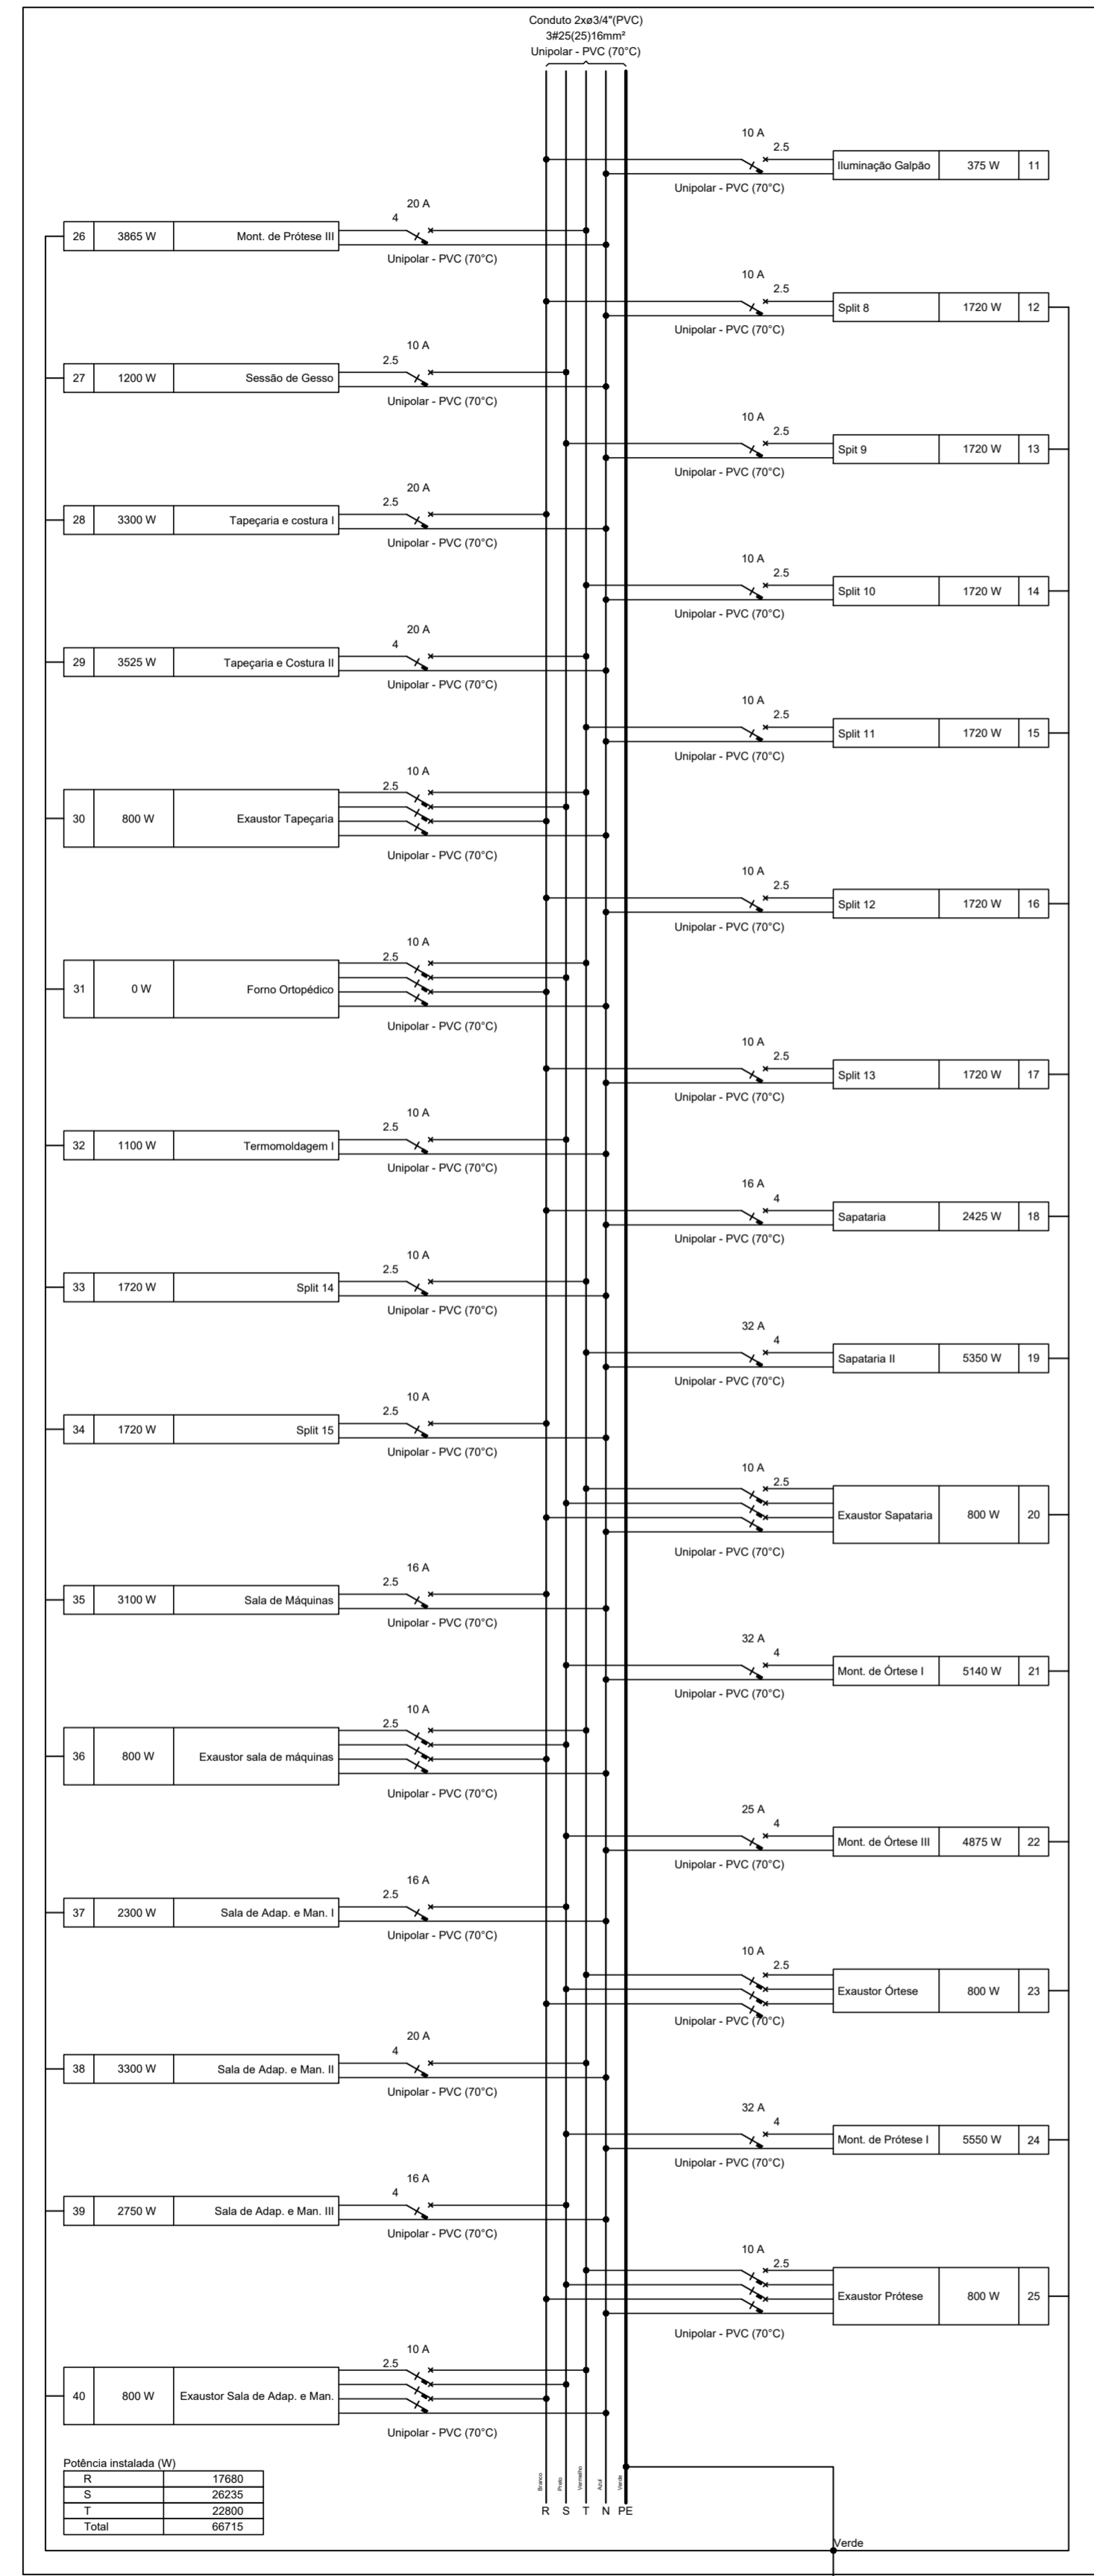 Conduto 2xø3/4"(PVC)
3#25(25)16mm²
Unipolar - PVC (70°C)
10 A
2.5
Iluminação Galpão 375 W 11
Unipolar - PVC (70°C)
20 A
4
26 3865 W Mont. de Prótese III
Unipolar - PVC (70°C)
10 A
2.5
Split 8 1720 W 12
Unipolar - PVC (70°C)
10 A
2.5
27 1200 W Sessão de Gesso
Unipolar - PVC (70°C)
10 A
2.5
Spit 9 1720 W 13
Unipolar - PVC (70°C)
20 A
2.5
28 3300 W Tapeçaria e costura I
Unipolar - PVC (70°C)
10 A
2.5
Split 10 1720 W 14
Unipolar - PVC (70°C)
20 A
4
29 3525 W Tapeçaria e Costura II
Unipolar - PVC (70°C)
10 A
2.5
Split 11 1720 W 15
Unipolar - PVC (70°C)
10 A
2.5
30 800 W Exaustor Tapeçaria
Unipolar - PVC (70°C)
10 A
2.5
Split 12 1720 W 16
Unipolar - PVC (70°C)
10 A
2.5
31 0 W Forno Ortopédico
Unipolar - PVC (70°C)
10 A
2.5
Split 13 1720 W 17
Unipolar - PVC (70°C)
10 A
2.5
32 1100 W Termomoldagem I
Unipolar - PVC (70°C)
16 A
4
Sapataria 2425 W 18
Unipolar - PVC (70°C)
10 A
2.5
33 1720 W Split 14
Unipolar - PVC (70°C)
32 A
4
Sapataria II 5350 W 19
Unipolar - PVC (70°C)
10 A
2.5
34 1720 W Split 15
Unipolar - PVC (70°C)
10 A
2.5
Exaustor Sapataria 800 W 20
Unipolar - PVC (70°C)
16 A
2.5
35 3100 W Sala de Máquinas
Unipolar - PVC (70°C)
32 A
4
Mont. de Órtese I 5140 W 21
Unipolar - PVC (70°C)
10 A
2.5
36 800 W Exaustor sala de máquinas
Unipolar - PVC (70°C)
25 A
4
Mont. de Órtese III 4875 W 22
Unipolar - PVC (70°C)
16 A
2.5
37 2300 W Sala de Adap. e Man. I
Unipolar - PVC (70°C)
10 A
2.5
Exaustor Órtese 800 W 23
Unipolar - PVC (70°C)
20 A
4
38 3300 W Sala de Adap. e Man. II
Unipolar - PVC (70°C)
32 A
4
Mont. de Prótese I 5550 W 24
Unipolar - PVC (70°C)
16 A
4
39 2750 W Sala de Adap. e Man. III
Unipolar - PVC (70°C)
10 A
2.5
Exaustor Prótese 800 W 25
Unipolar - PVC (70°C)
10 A
2.5
40 800 W Exaustor Sala de Adap. e Man.
Unipolar - PVC (70°C)
Potência instalada (W)
R 17680
S 26235
T 22800
Total 66715
Branco Preto Vermelho Azul Verde
R S T N PE
Verde